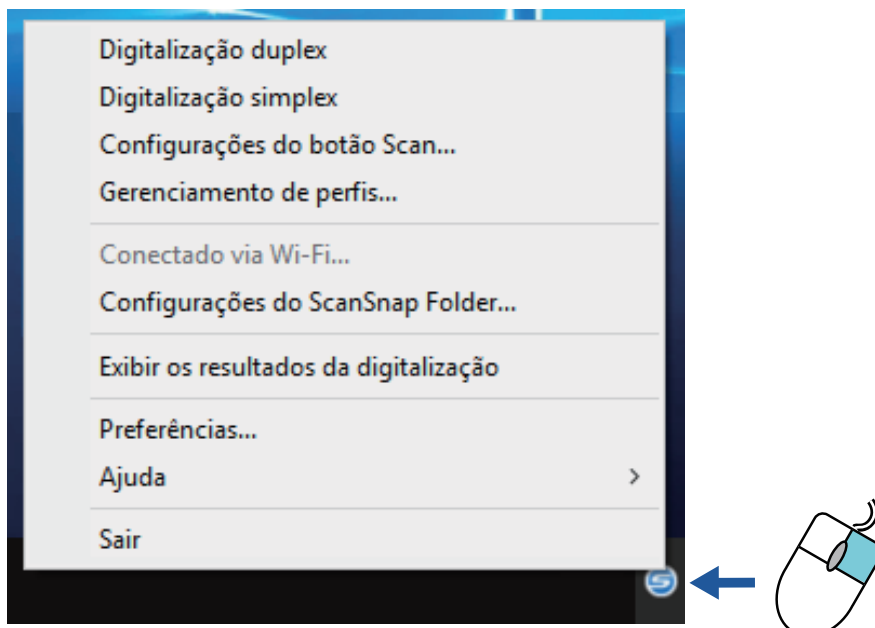 Digitalização duplex
Digitalização simplex
Configurações do botão Scan...
Gerenciamento de perfis...
Conectado via Wi-Fi...
Configurações do ScanSnap Folder...
Exibir os resultados da digitalização
Preferências...
Ajuda
Sair